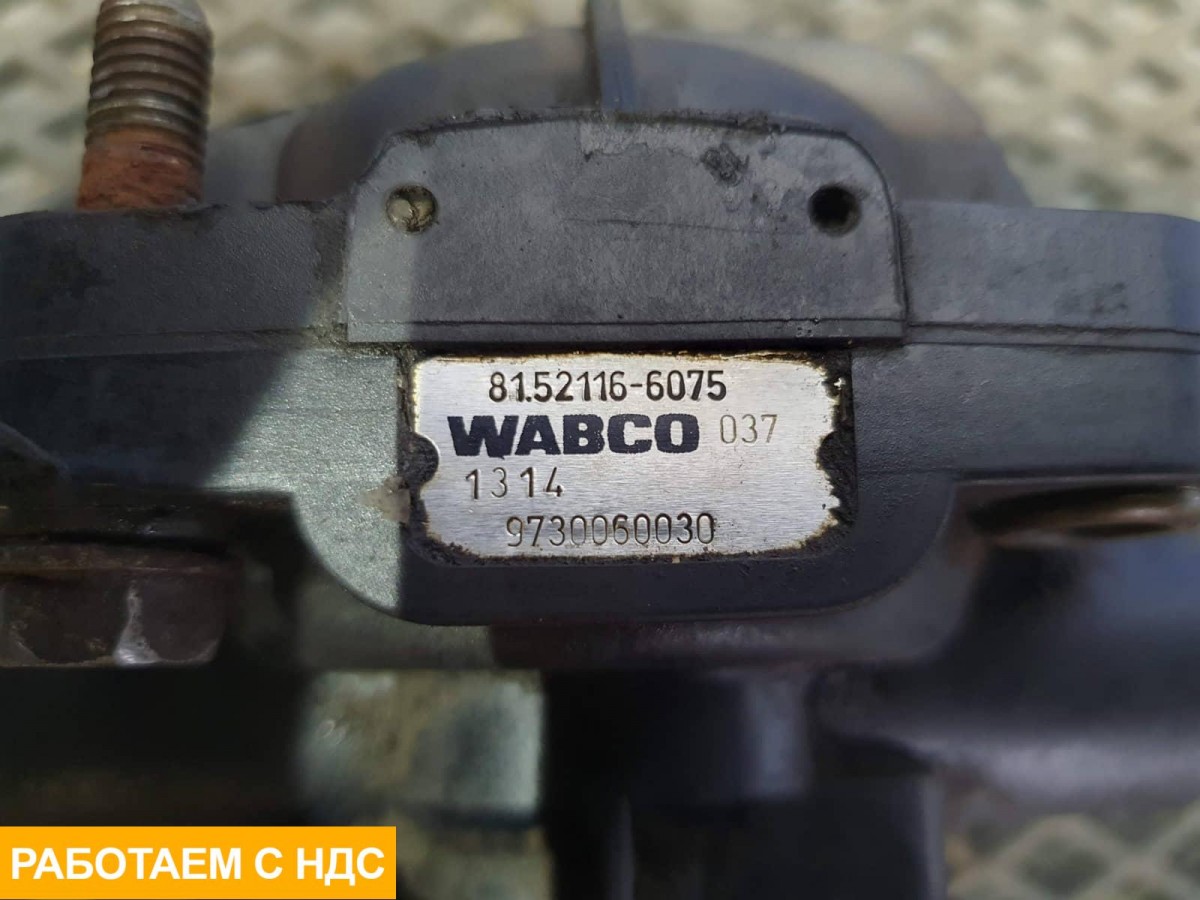 81.52116-6075
WABCO 037
1314
9730060030
РАБОТАЕМ С НДС